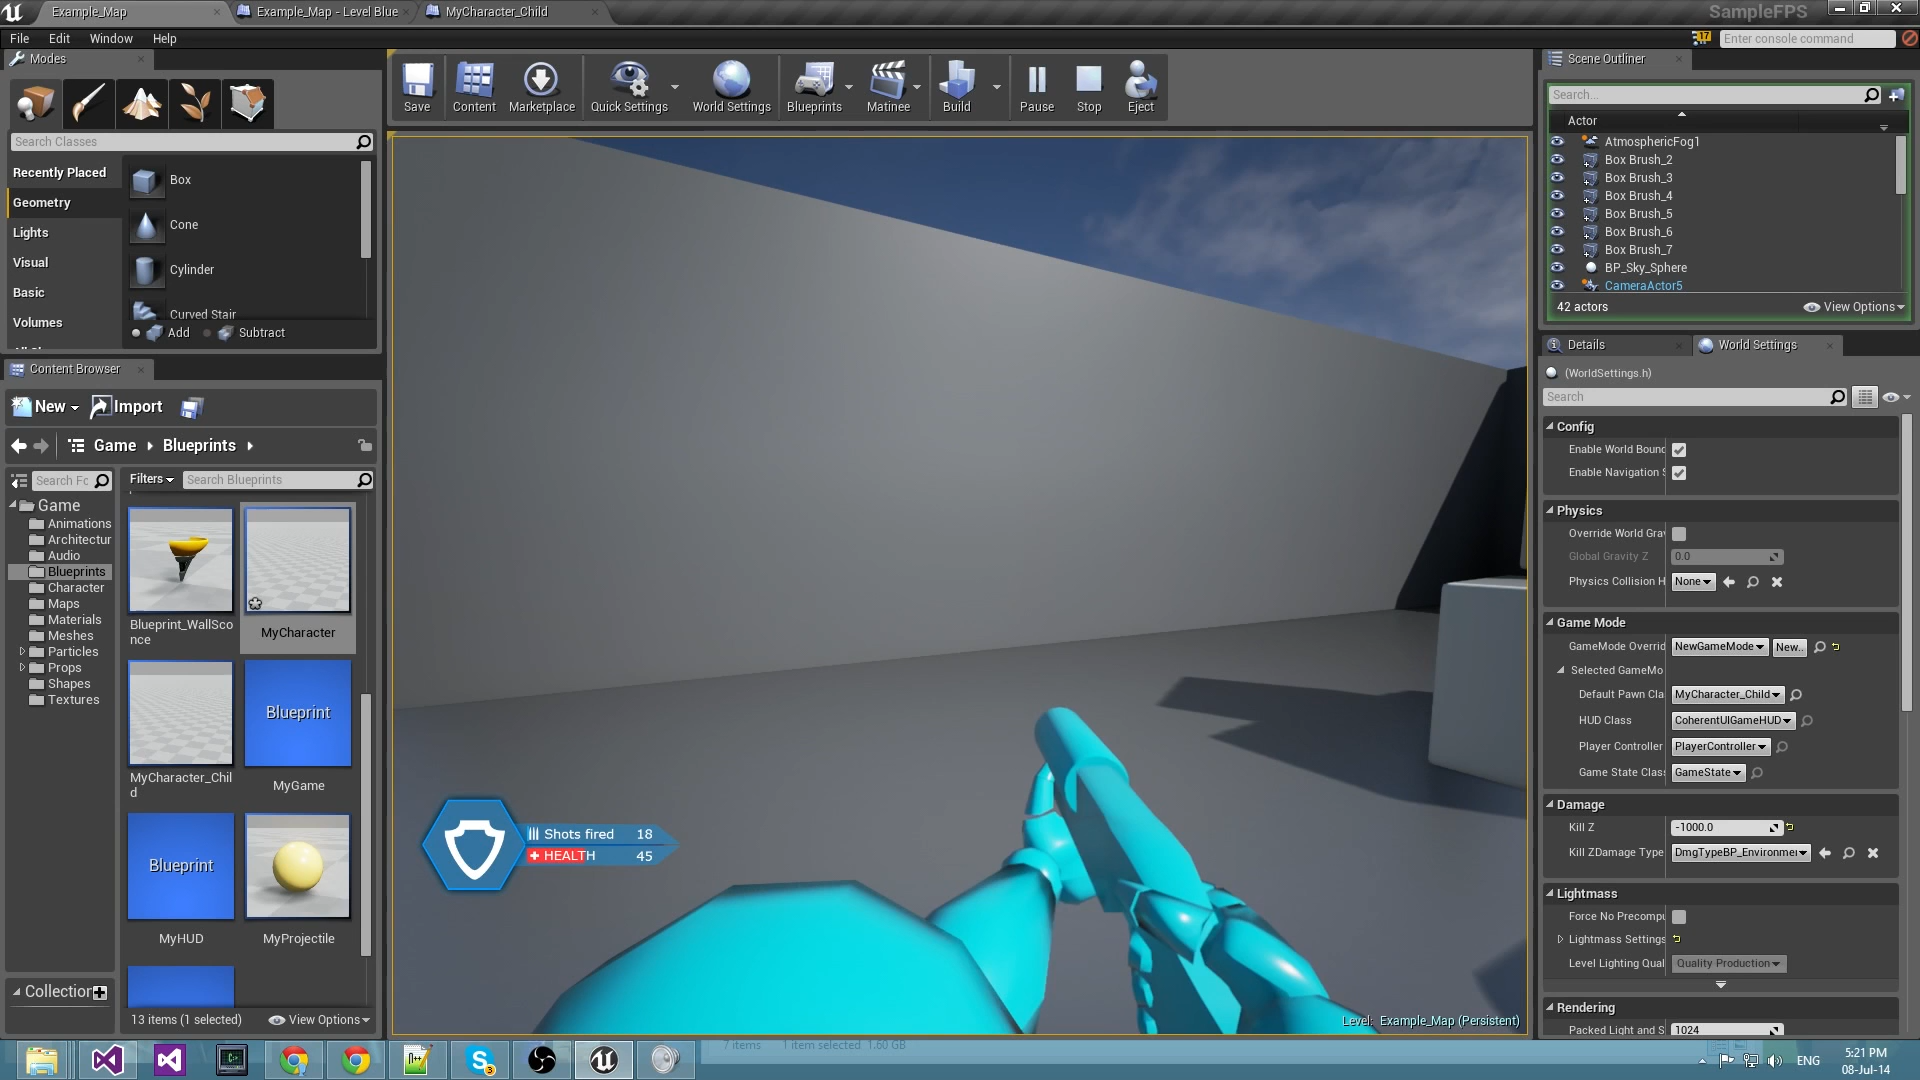 Example_Map
Example_Map - Level Blue
MyCharacter_Child
SampleFPS
File
Edit
Window
Help
17
Enter console command
Modes
Search Classes
Recently Placed
Geometry
Lights
Visual
Basic
Volumes
Box
Cone
Cylinder
Curved Stair
Add
Subtract
Save
Content
Marketplace
Quick Settings
World Settings
Blueprints
Matinee
Build
Pause
Stop
Eject
Scene Outliner
Search...
Actor
AtmosphericFog1
Box Brush_2
Box Brush_3
Box Brush_4
Box Brush_5
Box Brush_6
Box Brush_7
BP_Sky_Sphere
CameraActor5
42 actors
View Options
Content Browser
New
Import
Game
Blueprints
Search Fc
Filters
Search Blueprints
Game
Animations
Architectur
Audio
Blueprints
Character
Maps
Materials
Meshes
Particles
Props
Shapes
Textures
Blueprint_WallSco
nce
MyCharacter
MyCharacter_Chil
d
Blueprint
MyGame
Blueprint
MyHUD
MyProjectile
Collection
13 items (1 selected)
View Options
Shots fired 18
HEALTH 45
Level: Example_Map (Persistent)
Details
World Settings
(WorldSettings.h)
Search
Config
Enable World Bound
Enable Navigation S
Physics
Override World Gra
Global Gravity Z
0.0
Physics Collision H
None
Game Mode
GameMode Overrid
NewGameMode
New..
Selected GameMo
Default Pawn Cla
MyCharacter_Child
HUD Class
CoherentUIGameHUD
Player Controller
PlayerController
Game State Class
GameState
Damage
Kill Z
-1000.0
Kill ZDamage Type
DmgTypeBP_Environmen
Lightmass
Force No Precompu
Lightmass Settings
Level Lighting Qual
Quality Production
Rendering
Packed Light and S
1024
7 items 1 item selected 1.60 GB
3
ENG
5:21 PM
08-Jul-14